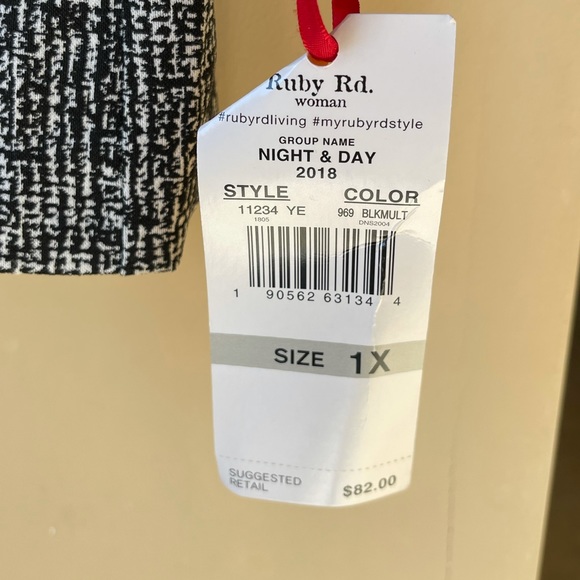 Ruby Rd.
woman
#rubyrdliving #myrubyrdstyle
GROUP NAME
NIGHT & DAY
2018
STYLE COLOR
11234 YE 969 BLKMULT
1805 DNS2004
1 90562 63134 4
SIZE 1X
SUGGESTED
RETAIL $82.00